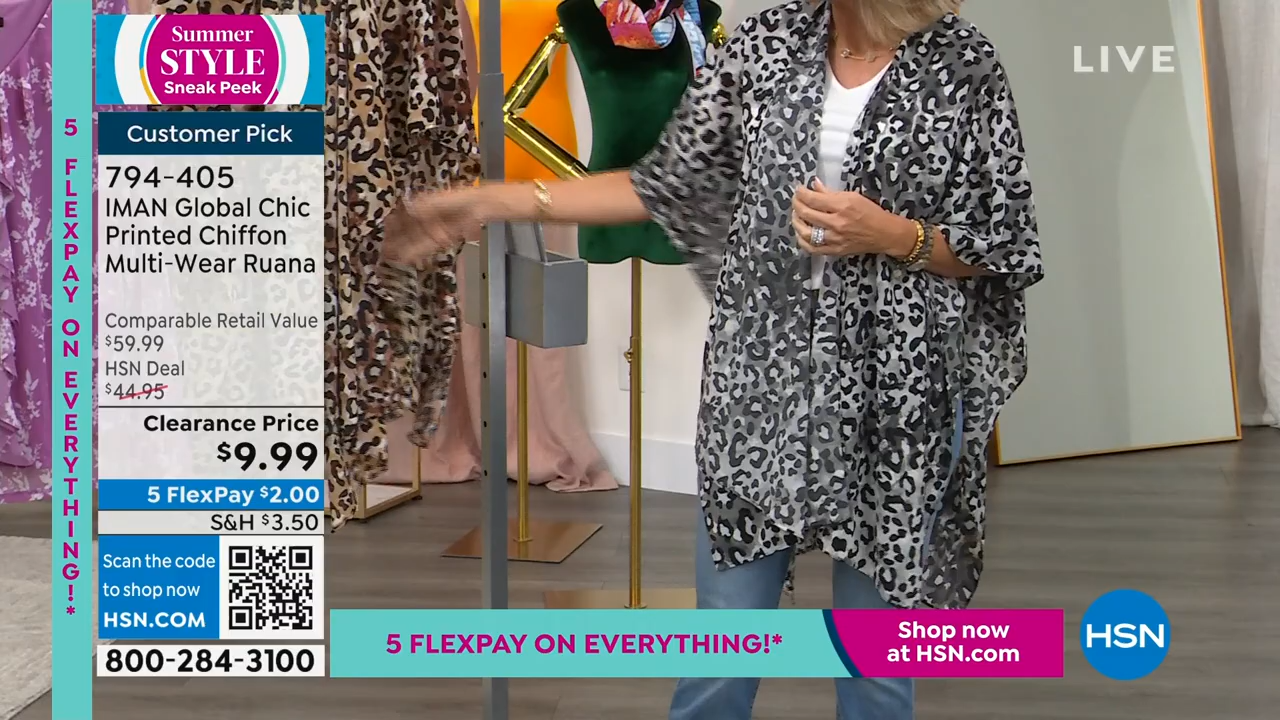 Summer
STYLE
Sneak Peek
Customer Pick
794-405
IMAN Global Chic
Printed Chiffon
Multi-Wear Ruana
Comparable Retail Value
$59.99
HSN Deal
$44.95
Clearance Price
$9.99
5 FlexPay $2.00
S&H $3.50
Scan the code
to shop now
HSN.COM
800-284-3100
5 FLEXPAY ON EVERYTHING!*
5 FLEXPAY ON EVERYTHING!*
Shop now
at HSN.com
HSN
LIVE